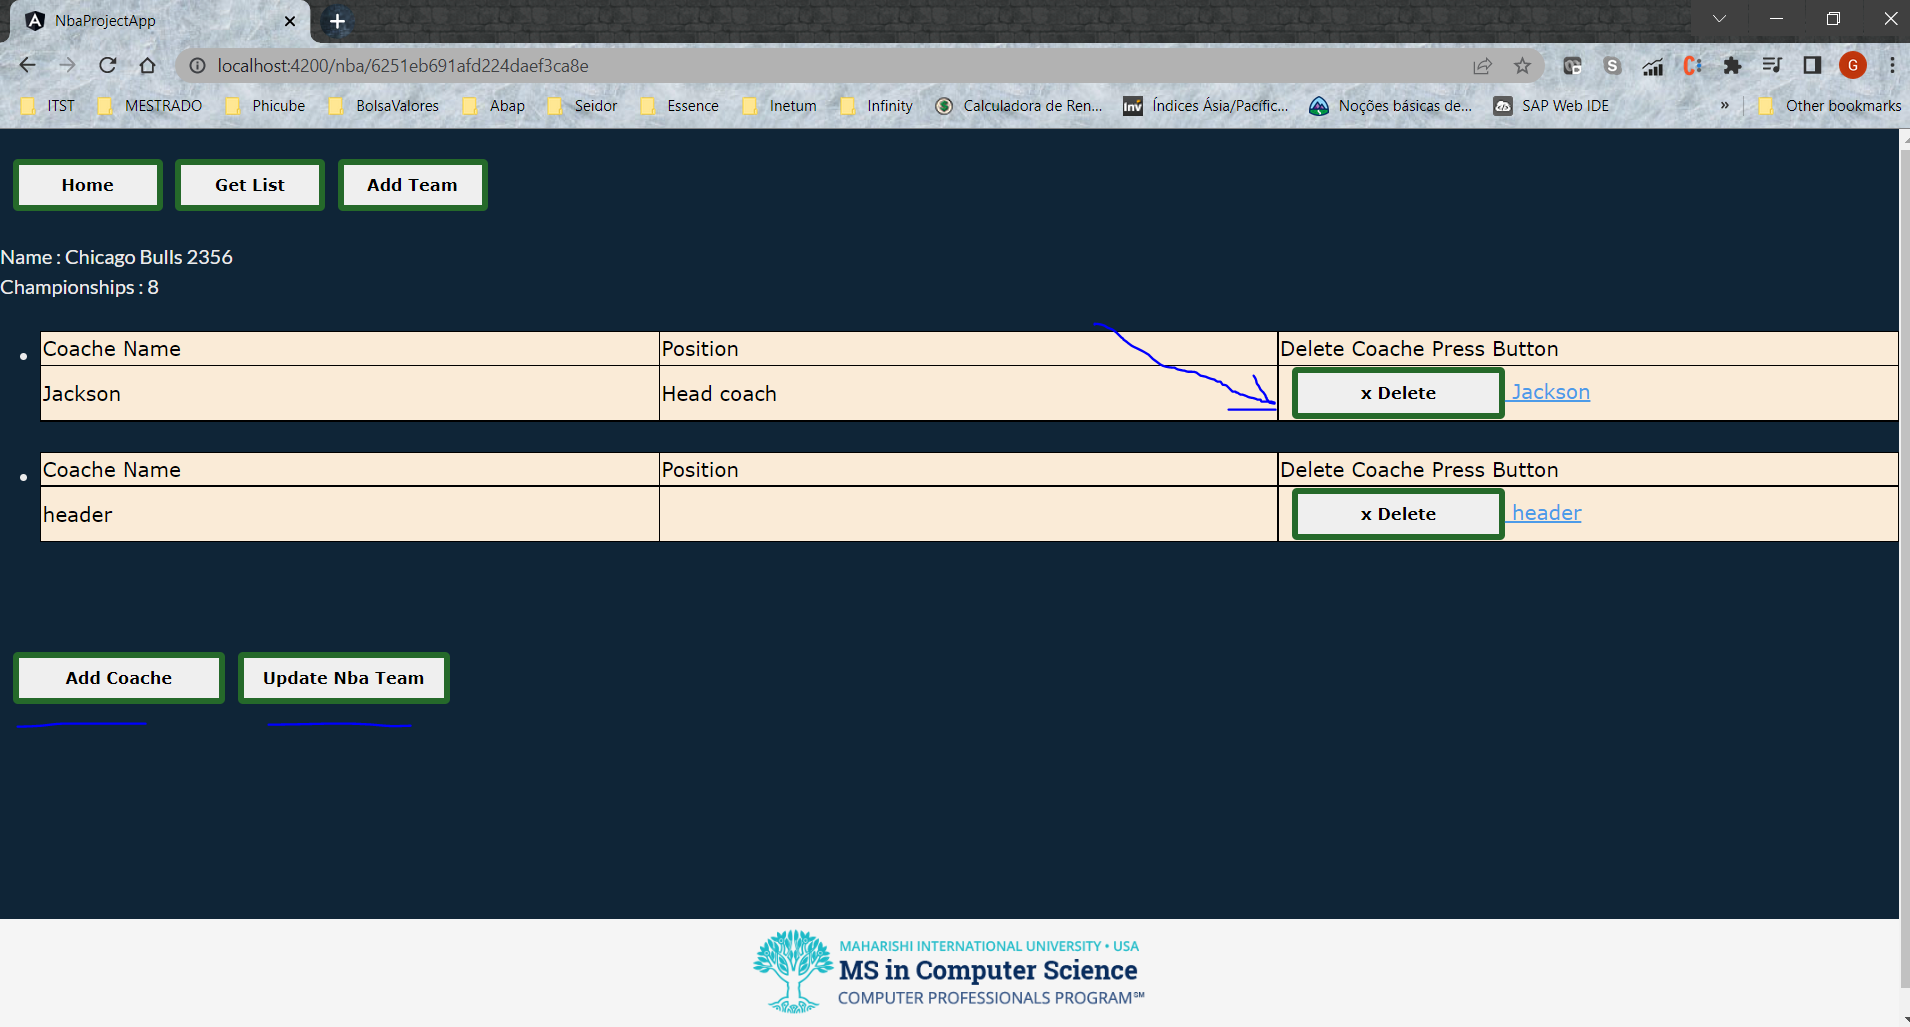 NbaProjectApp
localhost:4200/nba/6251eb691afd224daef3ca8e
G
ITST MESTRADO Phicube BolsaValores Abap Seidor Essence Inetum Infinity Calculadora de Ren... Inv Índices Ásia/Pacífic... Noções básicas de... SAP Web IDE » Other bookmarks
Home Get List Add Team
Name : Chicago Bulls 2356
Championships : 8
Coache Name Position Delete Coache Press Button
Jackson Head coach x Delete Jackson
Coache Name Position Delete Coache Press Button
header x Delete header
Add Coache Update Nba Team
MAHARISHI INTERNATIONAL UNIVERSITY • USA
MS in Computer Science
COMPUTER PROFESSIONALS PROGRAM℠